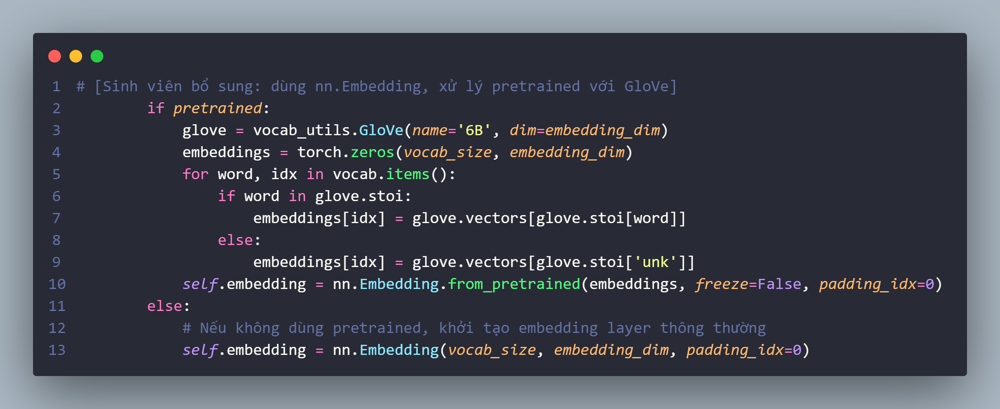 1 # [Sinh viên bổ sung: dùng nn.Embedding, xử lý pretrained với GloVe]
2         if pretrained:
3             glove = vocab_utils.GloVe(name='6B', dim=embedding_dim)
4             embeddings = torch.zeros(vocab_size, embedding_dim)
5             for word, idx in vocab.items():
6                 if word in glove.stoi:
7                     embeddings[idx] = glove.vectors[glove.stoi[word]]
8                 else:
9                     embeddings[idx] = glove.vectors[glove.stoi['unk']]
10             self.embedding = nn.Embedding.from_pretrained(embeddings, freeze=False, padding_idx=0)
11         else:
12             # Nếu không dùng pretrained, khởi tạo embedding layer thông thường
13             self.embedding = nn.Embedding(vocab_size, embedding_dim, padding_idx=0)